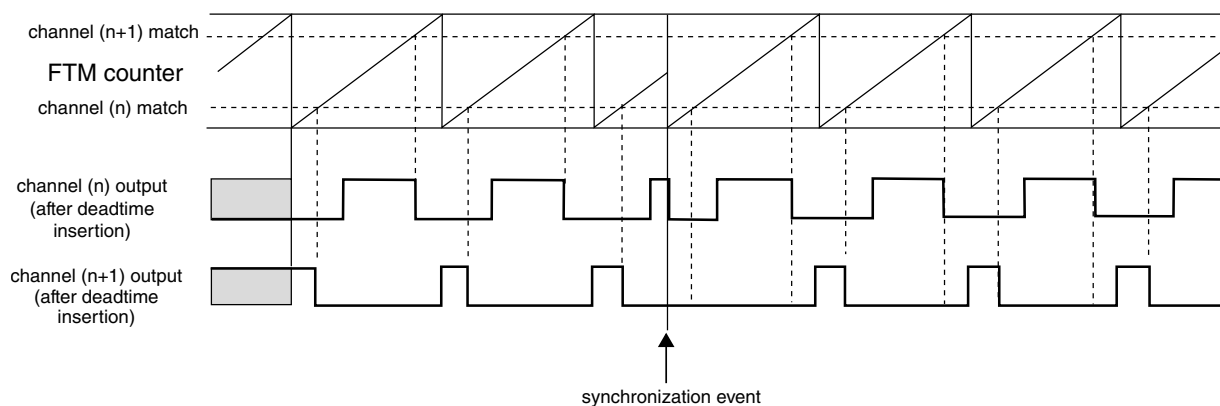 channel (n+1) match
FTM counter
channel (n) match
channel (n) output
(after deadtime
insertion)
channel (n+1) output
(after deadtime
insertion)
synchronization event